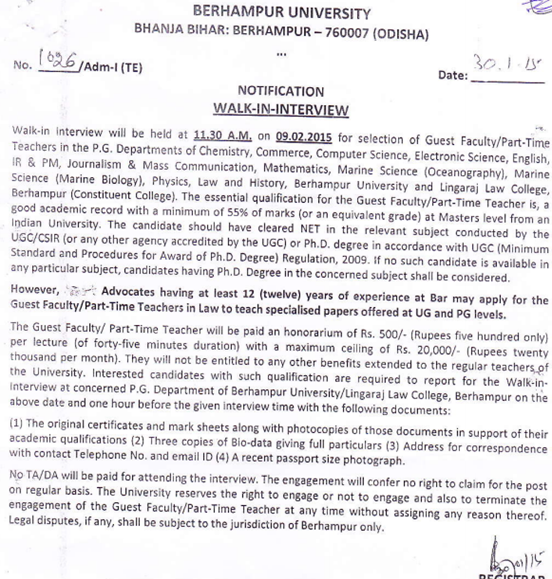 BERHAMPUR UNIVERSITY
BHANJA BIHAR: BERHAMPUR – 760007 (ODISHA)
...
No. 1026/Adm-I (TE)
Date: 30.1.15
NOTIFICATION
WALK-IN-INTERVIEW
Walk-in interview will be held at 11.30 A.M. on 09.02.2015 for selection of Guest Faculty/Part-Time
Teachers in the P.G. Departments of Chemistry, Commerce, Computer Science, Electronic Science, English,
IR & PM, Journalism & Mass Communication, Mathematics, Marine Science (Oceanography), Marine
Science (Marine Biology), Physics, Law and History, Berhampur University and Lingaraj Law College,
Berhampur (Constituent College). The essential qualification for the Guest Faculty/Part-Time Teacher is, a
good academic record with a minimum of 55% of marks (or an equivalent grade) at Masters level from an
Indian University. The candidate should have cleared NET in the relevant subject conducted by the
UGC/CSIR (or any other agency accredited by the UGC) or Ph.D. degree in accordance with UGC (Minimum
Standard and Procedures for Award of Ph.D. Degree) Regulation, 2009. If no such candidate is available in
any particular subject, candidates having Ph.D. Degree in the concerned subject shall be considered.
However, Advocates having at least 12 (twelve) years of experience at Bar may apply for the
Guest Faculty/Part-Time Teachers in Law to teach specialised papers offered at UG and PG levels.
The Guest Faculty/ Part-Time Teacher will be paid an honorarium of Rs. 500/- (Rupees five hundred only)
per lecture (of forty-five minutes duration) with a maximum ceiling of Rs. 20,000/- (Rupees twenty
thousand per month). They will not be entitled to any other benefits extended to the regular teachers of
the University. Interested candidates with such qualification are required to report for the Walk-in-
Interview at concerned P.G. Department of Berhampur University/Lingaraj Law College, Berhampur on the
above date and one hour before the given interview time with the following documents:
(1) The original certificates and mark sheets along with photocopies of those documents in support of their
academic qualifications (2) Three copies of Bio-data giving full particulars (3) Address for correspondence
with contact Telephone No. and email ID (4) A recent passport size photograph.
No TA/DA will be paid for attending the interview. The engagement will confer no right to claim for the post
on regular basis. The University reserves the right to engage or not to engage and also to terminate the
engagement of the Guest Faculty/Part-Time Teacher at any time without assigning any reason thereof.
Legal disputes, if any, shall be subject to the jurisdiction of Berhampur only.
REGISTRAR